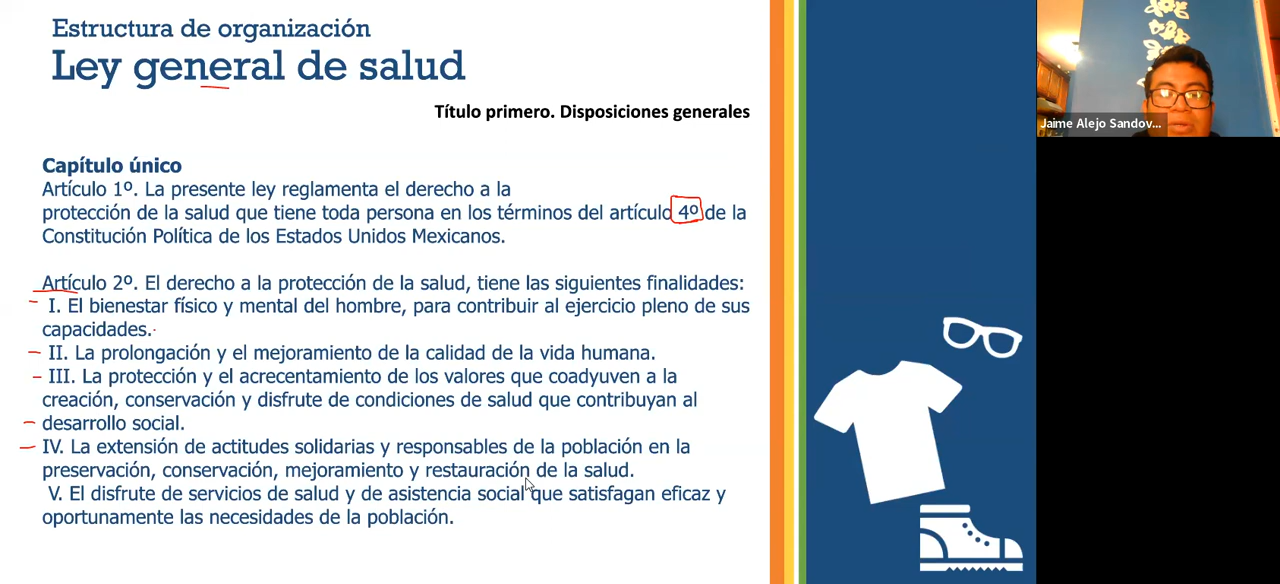 Estructura de organización
Ley general de salud
Título primero. Disposiciones generales
Capítulo único
Artículo 1º. La presente ley reglamenta el derecho a la
protección de la salud que tiene toda persona en los términos del artículo 4º de la
Constitución Política de los Estados Unidos Mexicanos.
Artículo 2º. El derecho a la protección de la salud, tiene las siguientes finalidades:
I. El bienestar físico y mental del hombre, para contribuir al ejercicio pleno de sus
capacidades.
II. La prolongación y el mejoramiento de la calidad de la vida humana.
III. La protección y el acrecentamiento de los valores que coadyuven a la
creación, conservación y disfrute de condiciones de salud que contribuyan al
desarrollo social.
IV. La extensión de actitudes solidarias y responsables de la población en la
preservación, conservación, mejoramiento y restauración de la salud.
V. El disfrute de servicios de salud y de asistencia social que satisfagan eficaz y
oportunamente las necesidades de la población.
Jaime Alejo Sandov...